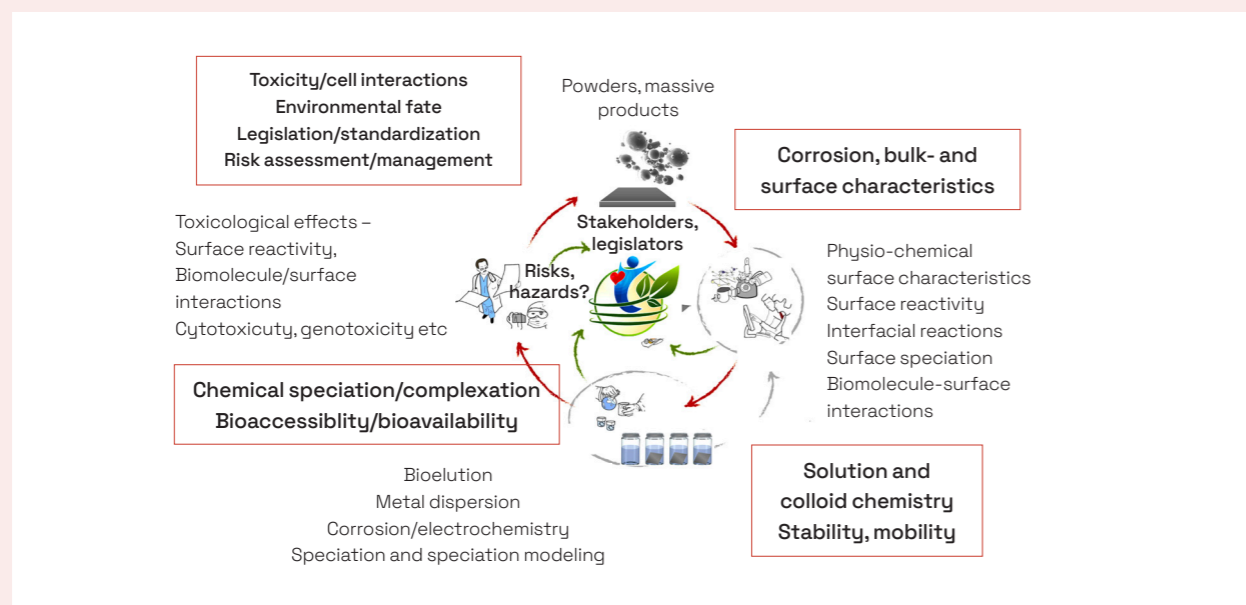 Toxicity/cell interactions
Environmental fate
Legislation/standardization
Risk assessment/management
Powders, massive
products
Corrosion, bulk- and
surface characteristics
Toxicological effects –
Surface reactivity,
Biomolecule/surface
interactions
Cytotoxicuty, genotoxicity etc
Risks,
hazards?
Stakeholders,
legislators
Physio-chemical
surface characteristics
Surface reactivity
Interfacial reactions
Surface speciation
Biomolecule-surface
interactions
Chemical speciation/complexation
Bioaccessiblity/bioavailability
Bioelution
Metal dispersion
Corrosion/electrochemistry
Speciation and speciation modeling
Solution and
colloid chemistry
Stability, mobility